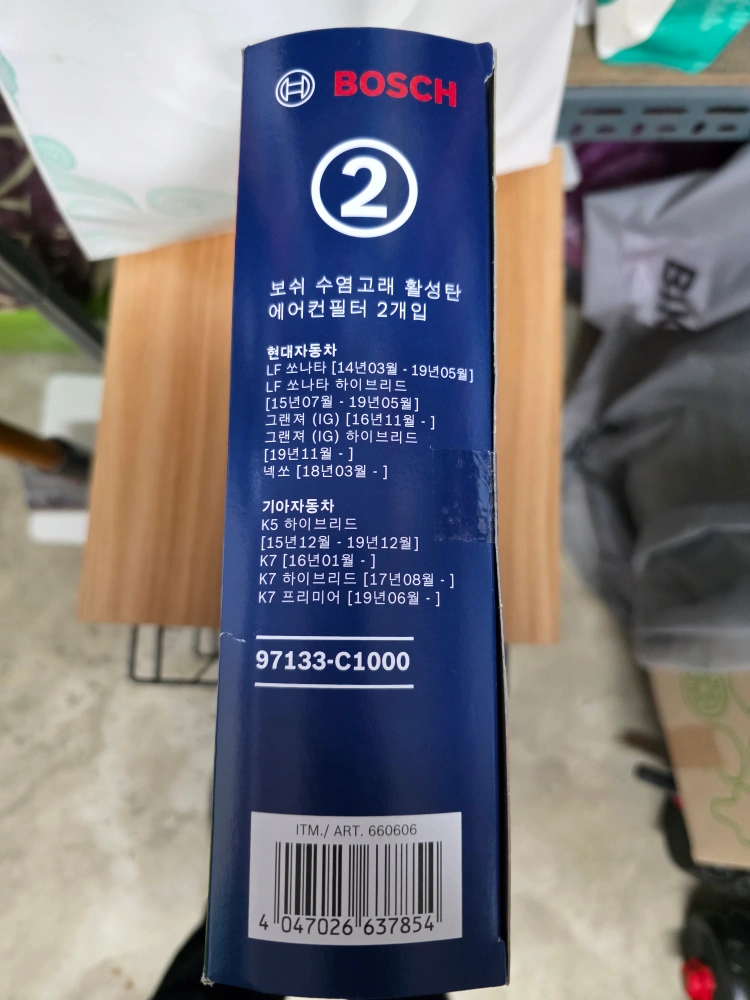 BOSCH
2
보쉬 수염고래 활성탄
에어컨필터 2개입
현대자동차
LF 쏘나타 [14년03월 - 19년05월]
LF 쏘나타 하이브리드
[15년07월 - 19년05월]
그랜져 (IG) [16년11월 - ]
그랜져 (IG) 하이브리드
[19년11월 - ]
넥쏘 [18년03월 - ]
기아자동차
K5 하이브리드
[15년12월 - 19년12월]
K7 [16년01월 - ]
K7 하이브리드 [17년08월 - ]
K7 프리미어 [19년06월 - ]
97133-C1000
ITM./ ART. 660606
4 047026 637854